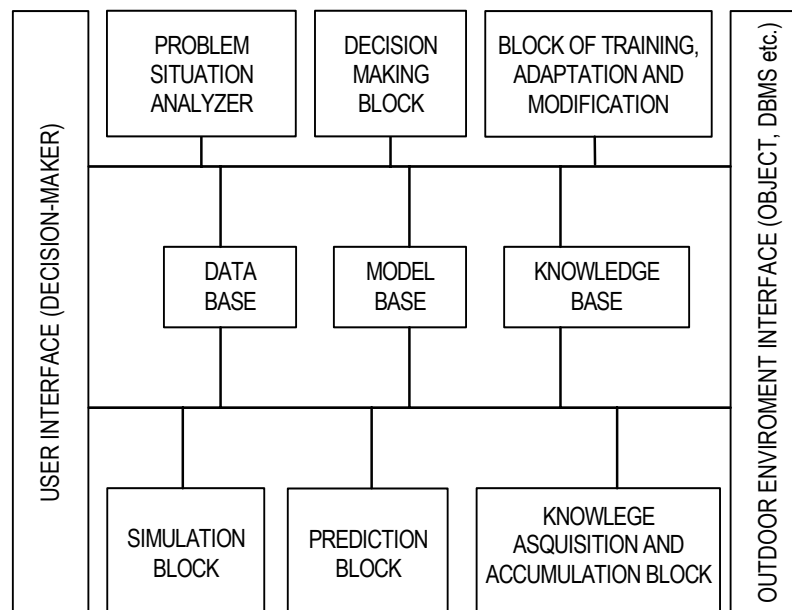 USER INTERFACE (DECISION-MAKER)
PROBLEM
SITUATION
ANALYZER
DECISION
MAKING
BLOCK
BLOCK OF TRAINING,
ADAPTATION AND
MODIFICATION
DATA
BASE
MODEL
BASE
KNOWLEDGE
BASE
SIMULATION
BLOCK
PREDICTION
BLOCK
KNOWLEGE
ASQUISITION AND
ACCUMULATION BLOCK
OUTDOOR ENVIROMENT INTERFACE (OBJECT, DBMS etc.)